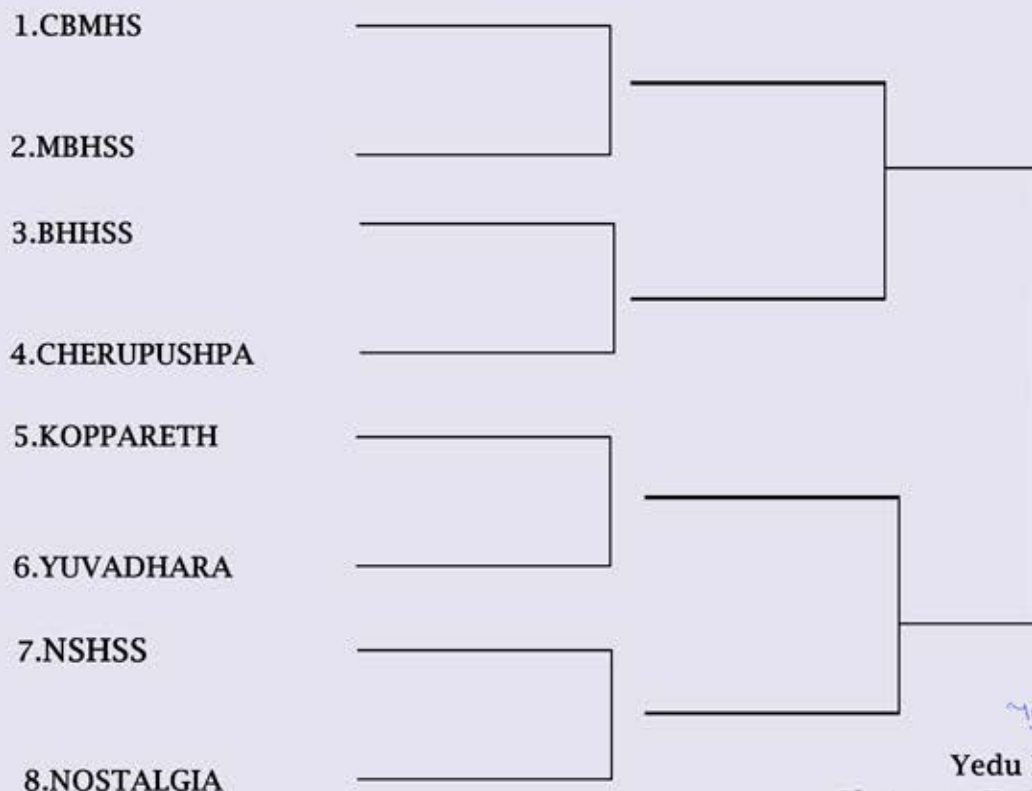 1.CBMHS
2.MBHSS
3.BHHSS
4.CHERUPUSHPA
5.KOPPARETH
6.YUVADHARA
7.NSHSS
8.NOSTALGIA
Yedu